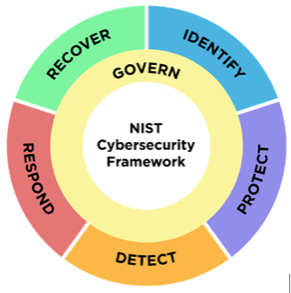 RECOVER
IDENTIFY
GOVERN
NIST
Cybersecurity
Framework
RESPOND
PROTECT
DETECT